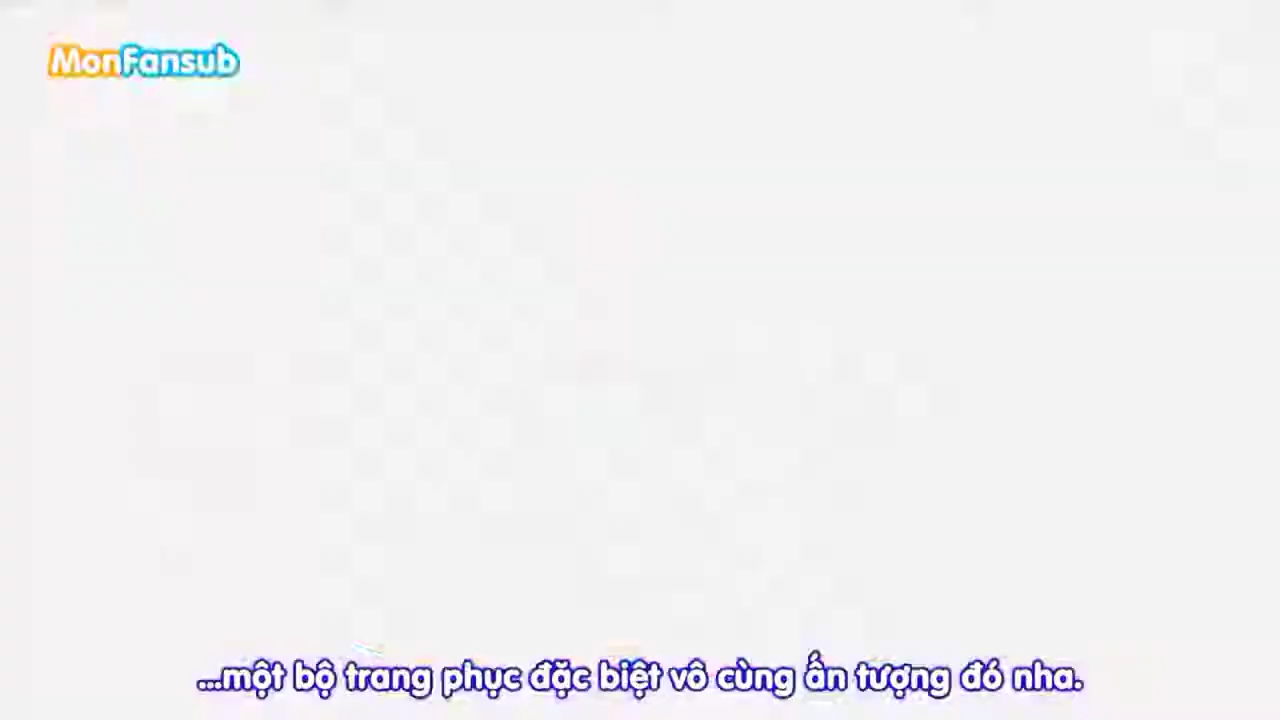 MonFansub
...một bộ trang phục đặc biệt vô cùng ấn tượng đó nha.